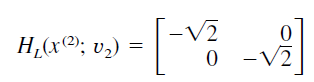 H_L(x^(2); v_2) = [ -√2 0
0 -√2 ]